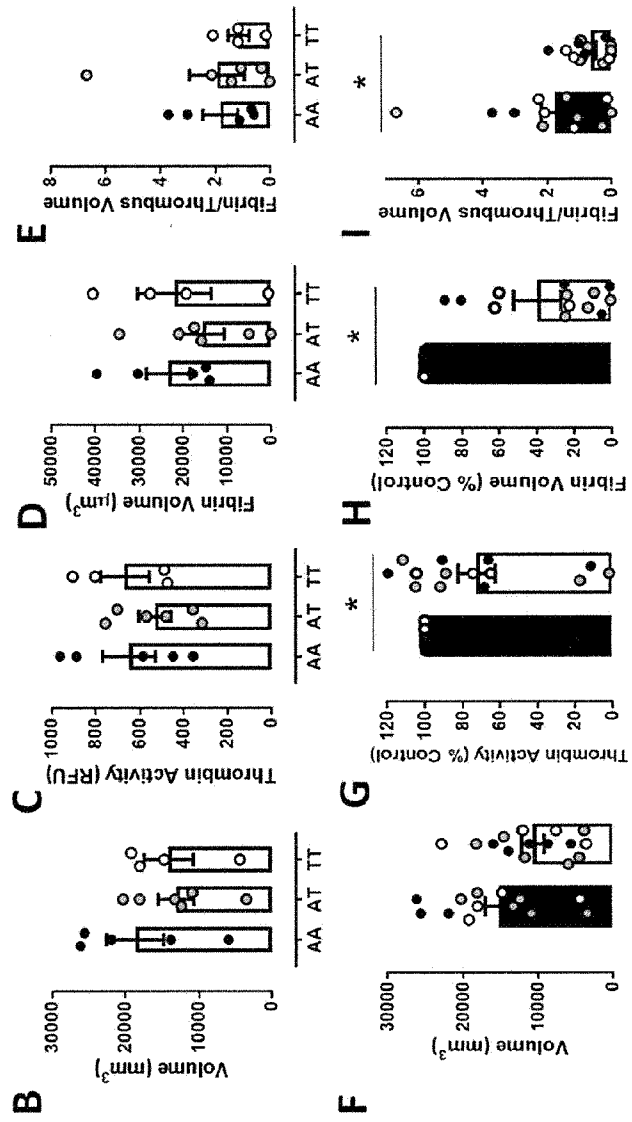 B
Volume (mm³)
30000
20000
10000
0
AA
AT
TT
C
Thrombin Activity (RFU)
1000
800
600
400
200
0
AA
AT
TT
D
Fibrin Volume (µm³)
50000
40000
30000
20000
10000
0
AA
AT
TT
E
Fibrin/Thrombus Volume
8
6
4
2
0
AA
AT
TT
F
Volume (mm³)
30000
20000
10000
0
G
Thrombin Activity (% Control)
120
100
80
60
40
20
0
*
H
Fibrin Volume (% Control)
120
100
80
60
40
20
0
*
I
Fibrin/Thrombus Volume
6
4
2
0
*